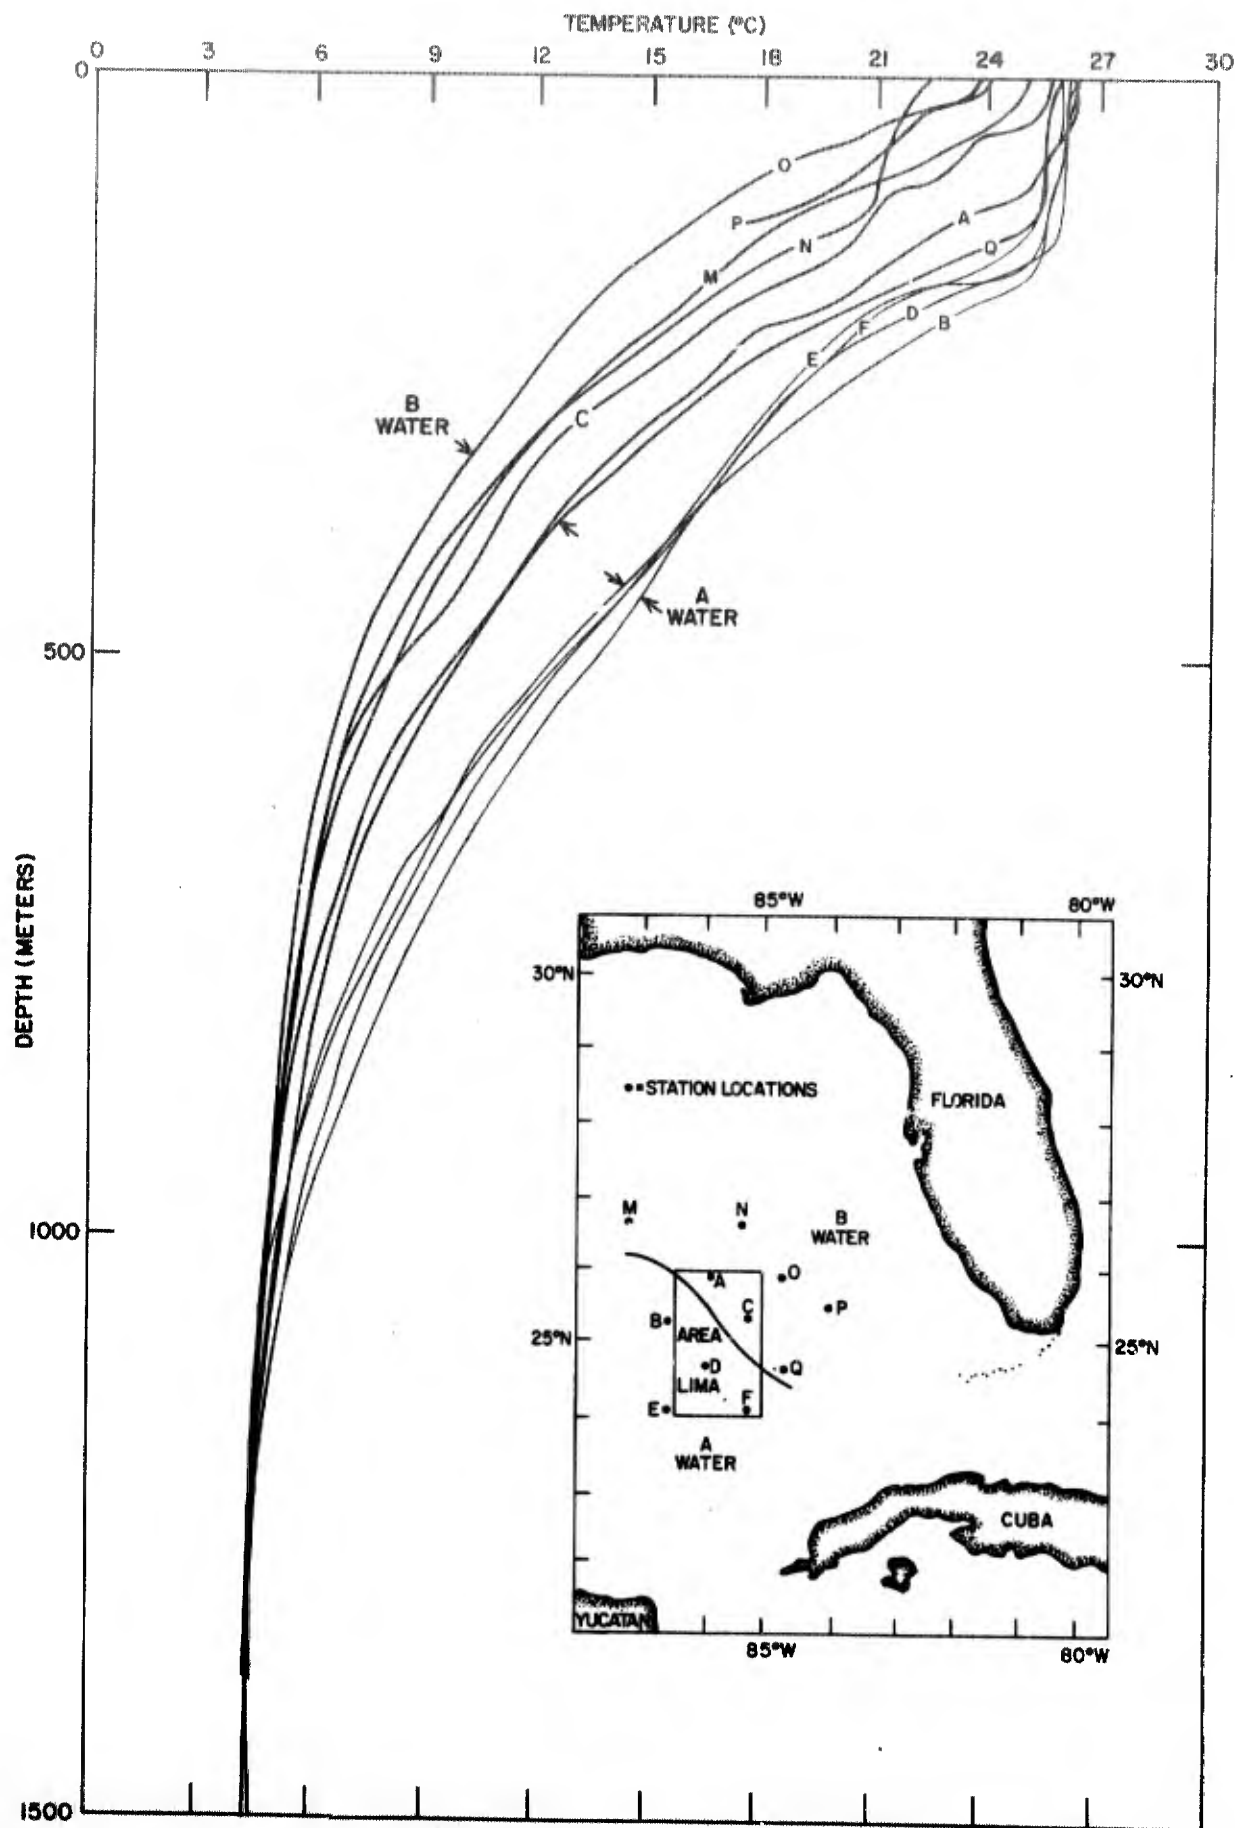 TEMPERATURE (°C)
0 3 6 9 12 15 18 21 24 27 30
0
O
P
A
N
Q
M
D
F
B
E
B
WATER
C
A
WATER
500
DEPTH (METERS)
1000
1500
85°W 80°W
30°N 30°N
•= STATION LOCATIONS
FLORIDA
M N
B
WATER
A O
C P
B
AREA
25°N 25°N
D Q
LIMA
E F
A
WATER
CUBA
YUCATAN
85°W 80°W